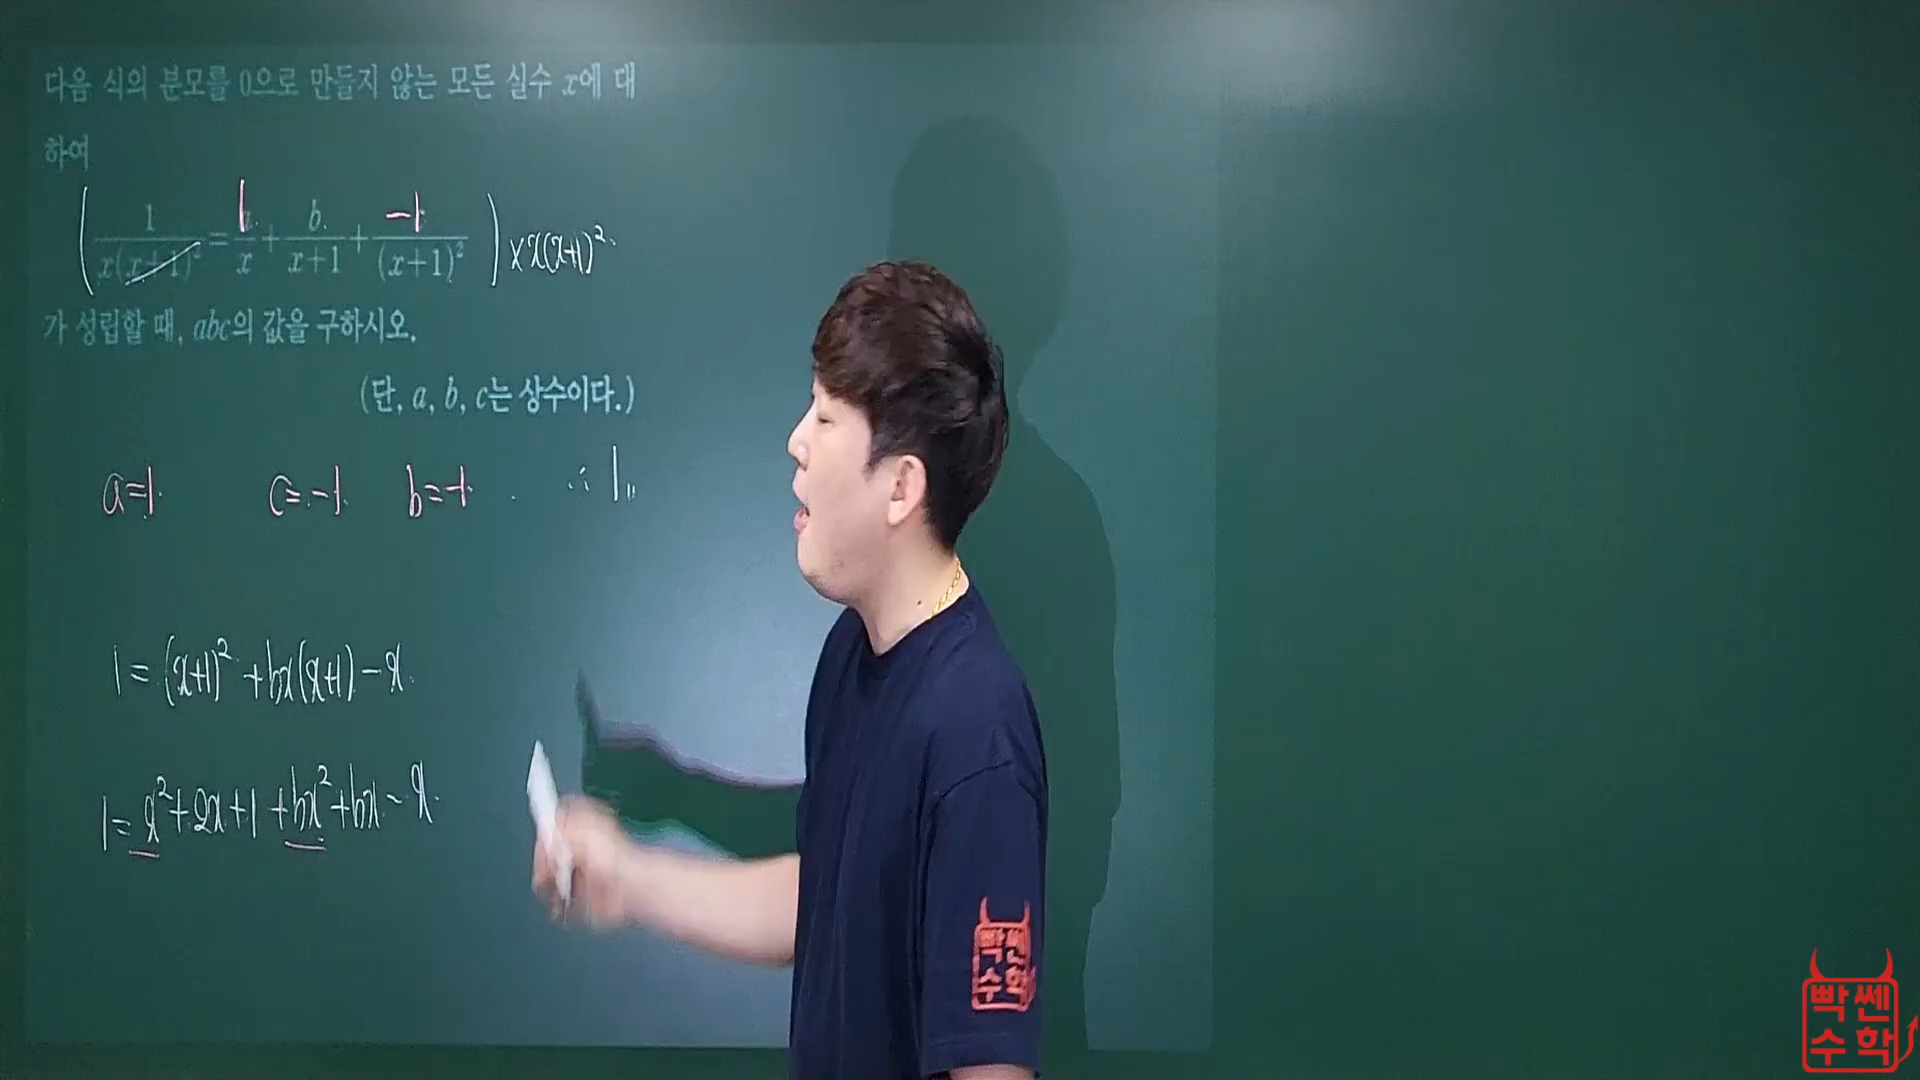 다음 식의 분모를 0으로 만들지 않는 모든 실수 x에 대
하여
( 1/x(x+1)² = 1/x + b/(x+1) + -1/(x+1)² ) × x(x+1)²
가 성립할 때, abc의 값을 구하시오.
(단, a, b, c는 상수이다.)
a=1 c=-1 b=-1 ∴ 1
1=(x+1)²+bx(x+1)-x
1=x²+2x+1+bx²+bx-x
빡쎈
수학
빡쎈
수학